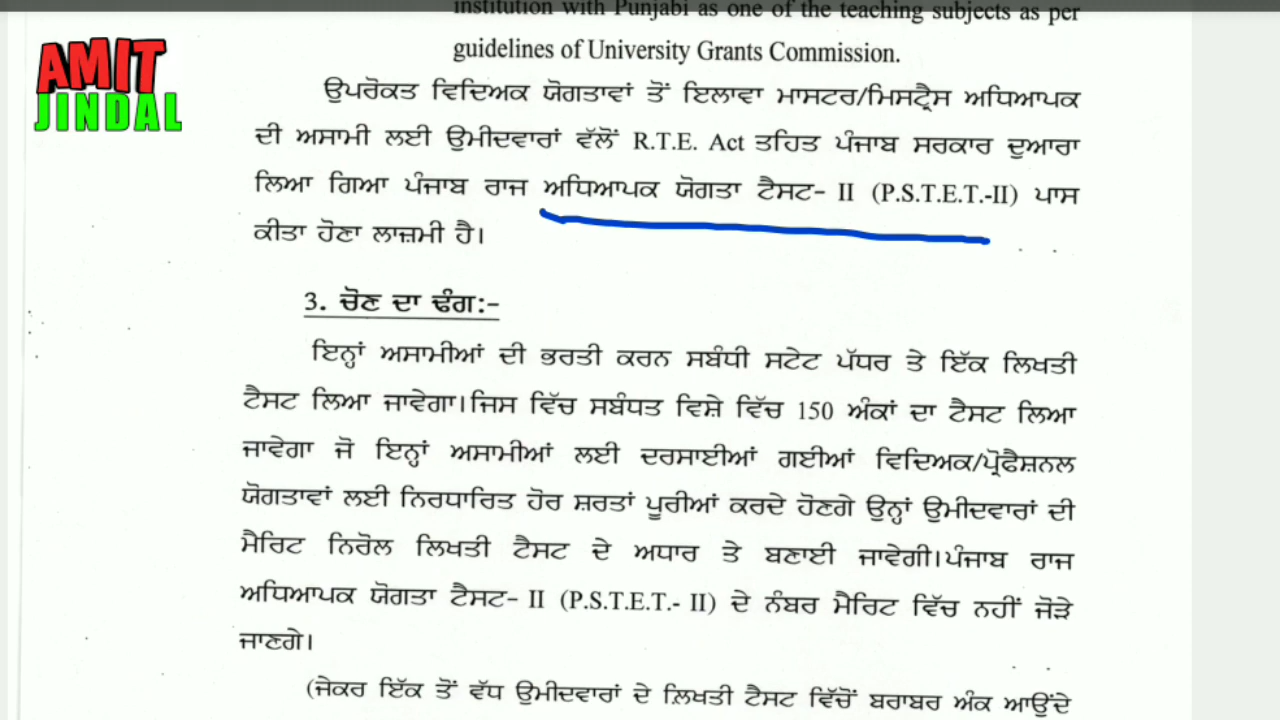 institution with Punjabi as one of the teaching subjects as per
AMIT
JINDAL
guidelines of University Grants Commission.
ਉਪਰੋਕਤ ਵਿਦਿਅਕ ਯੋਗਤਾਵਾਂ ਤੋਂ ਇਲਾਵਾ ਮਾਸਟਰ/ਮਿਸਟ੍ਰੈਸ ਅਧਿਆਪਕ
ਦੀ ਅਸਾਮੀ ਲਈ ਉਮੀਦਵਾਰਾਂ ਵੱਲੋਂ R.T.E. Act ਤਹਿਤ ਪੰਜਾਬ ਸਰਕਾਰ ਦੁਆਰਾ
ਲਿਆ ਗਿਆ ਪੰਜਾਬ ਰਾਜ ਅਧਿਆਪਕ ਯੋਗਤਾ ਟੈਸਟ- II (P.S.T.E.T.-II) ਪਾਸ
ਕੀਤਾ ਹੋਣਾ ਲਾਜ਼ਮੀ ਹੈ।
3. ਚੋਣ ਦਾ ਢੰਗ:-
ਇਨ੍ਹਾਂ ਅਸਾਮੀਆਂ ਦੀ ਭਰਤੀ ਕਰਨ ਸਬੰਧੀ ਸਟੇਟ ਪੱਧਰ ਤੇ ਇੱਕ ਲਿਖਤੀ
ਟੈਸਟ ਲਿਆ ਜਾਵੇਗਾ।ਜਿਸ ਵਿੱਚ ਸਬੰਧਤ ਵਿਸ਼ੇ ਵਿੱਚ 150 ਅੰਕਾਂ ਦਾ ਟੈਸਟ ਲਿਆ
ਜਾਵੇਗਾ ਜੋ ਇਨ੍ਹਾਂ ਅਸਾਮੀਆਂ ਲਈ ਦਰਸਾਈਆਂ ਗਈਆਂ ਵਿਦਿਅਕ/ਪ੍ਰੋਫੈਸ਼ਨਲ
ਯੋਗਤਾਵਾਂ ਲਈ ਨਿਰਧਾਰਿਤ ਹੋਰ ਸ਼ਰਤਾਂ ਪੂਰੀਆਂ ਕਰਦੇ ਹੋਣਗੇ ਉਨ੍ਹਾਂ ਉਮੀਦਵਾਰਾਂ ਦੀ
ਮੈਰਿਟ ਨਿਰੋਲ ਲਿਖਤੀ ਟੈਸਟ ਦੇ ਅਧਾਰ ਤੇ ਬਣਾਈ ਜਾਵੇਗੀ।ਪੰਜਾਬ ਰਾਜ
ਅਧਿਆਪਕ ਯੋਗਤਾ ਟੈਸਟ- II (P.S.T.E.T.- II) ਦੇ ਨੰਬਰ ਮੈਰਿਟ ਵਿੱਚ ਨਹੀਂ ਜੋੜੇ
ਜਾਣਗੇ।
(ਜੇਕਰ ਇੱਕ ਤੋਂ ਵੱਧ ਉਮੀਦਵਾਰਾਂ ਦੇ ਲਿਖਤੀ ਟੈਸਟ ਵਿੱਚੋਂ ਬਰਾਬਰ ਅੰਕ ਆਉਂਦੇ